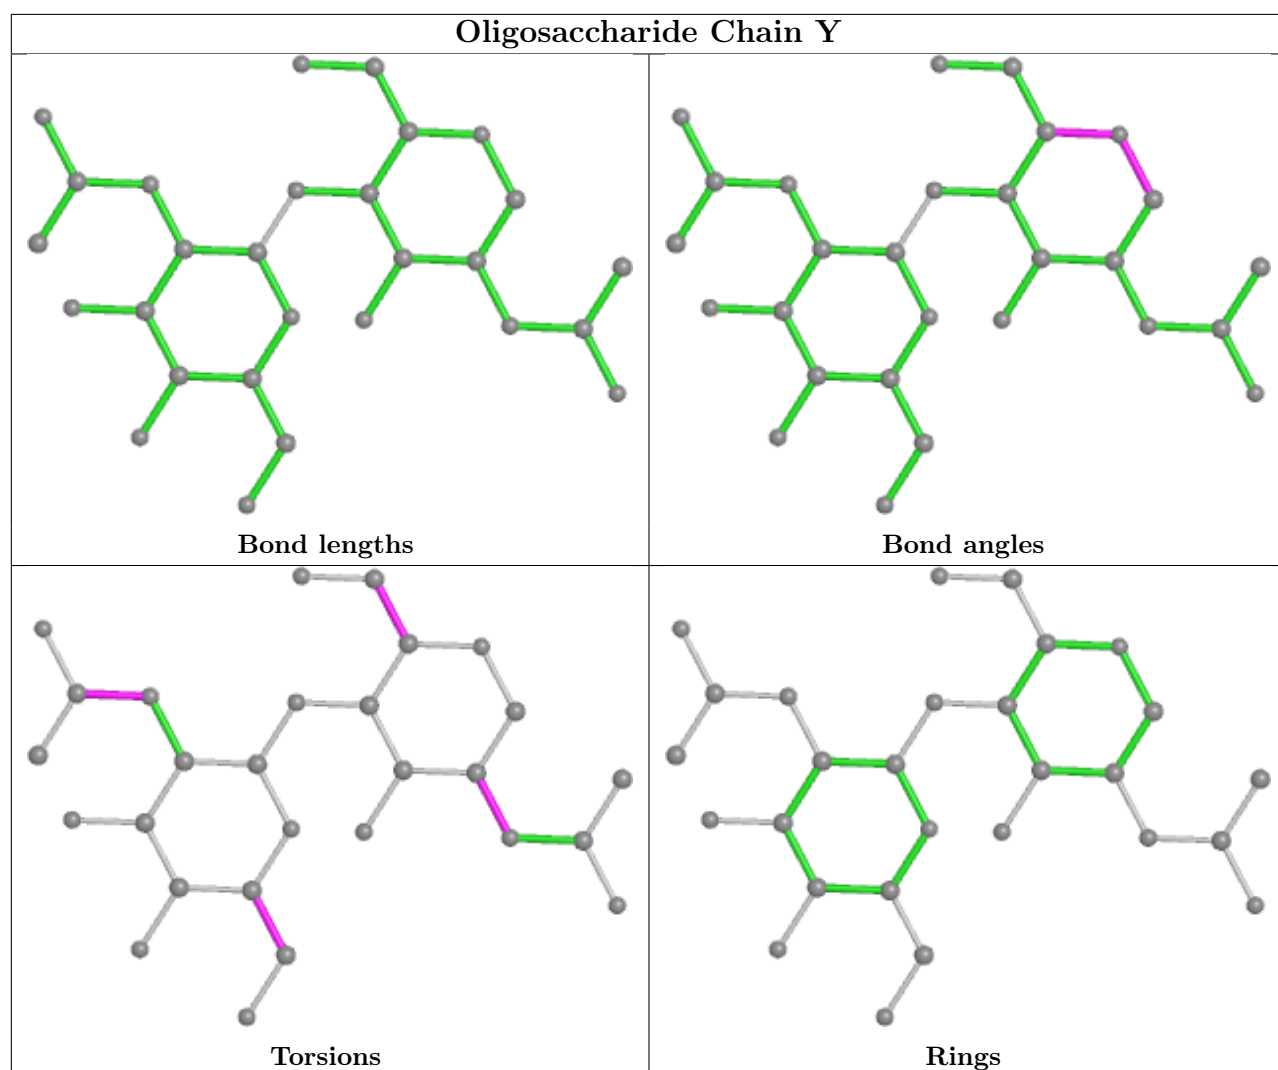 Oligosaccharide Chain Y
Bond lengths
Bond angles
Torsions
Rings